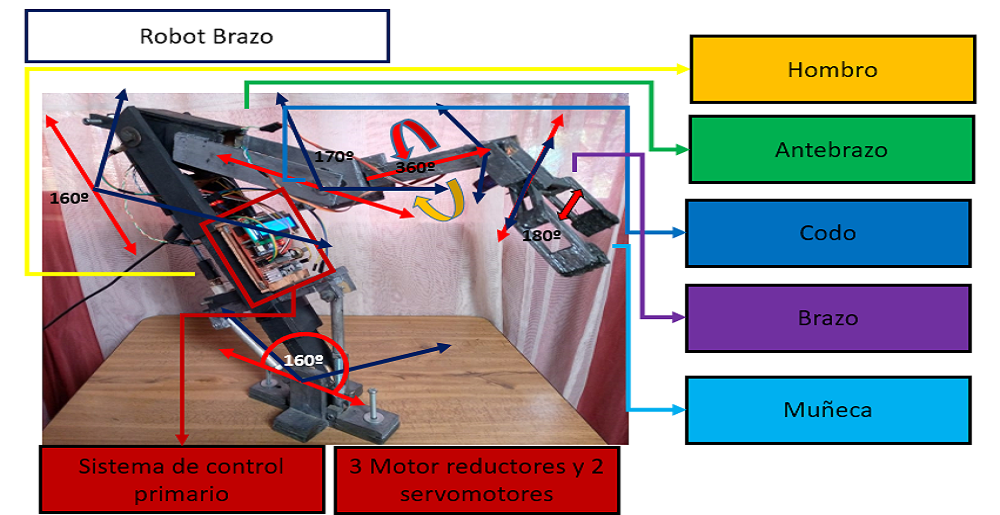 Robot Brazo
Hombro
Antebrazo
170º
360º
160º
Codo
180º
Brazo
160º
Muñeca
Sistema de control
primario
3 Motor reductores y 2
servomotores